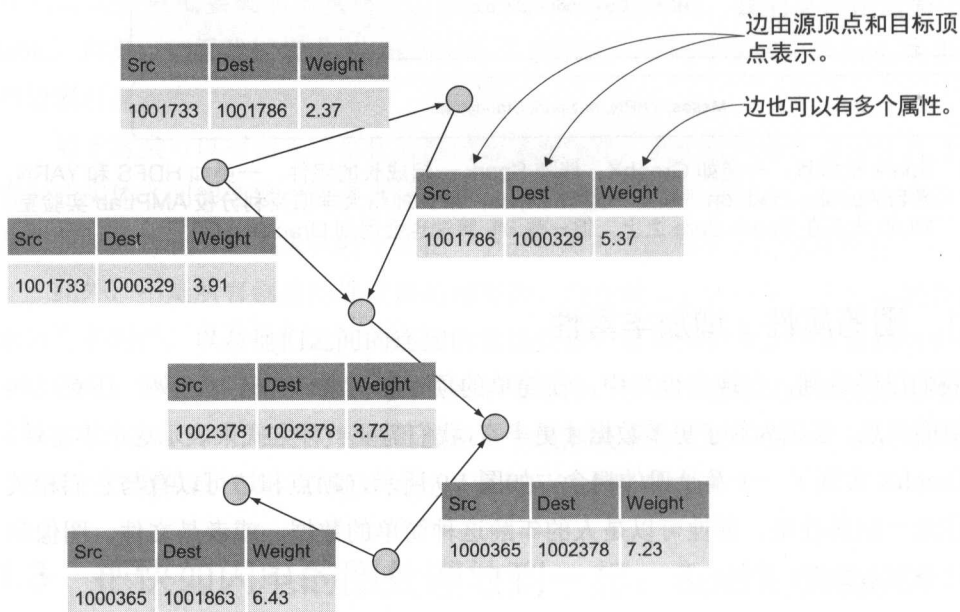 边由源顶点和目标顶
点表示。
Src Dest Weight
1001733 1001786 2.37
边也可以有多个属性。
Src Dest Weight
1001786 1000329 5.37
Src Dest Weight
1001733 1000329 3.91
Src Dest Weight
1002378 1002378 3.72
Src Dest Weight
1000365 1002378 7.23
Src Dest Weight
1000365 1001863 6.43